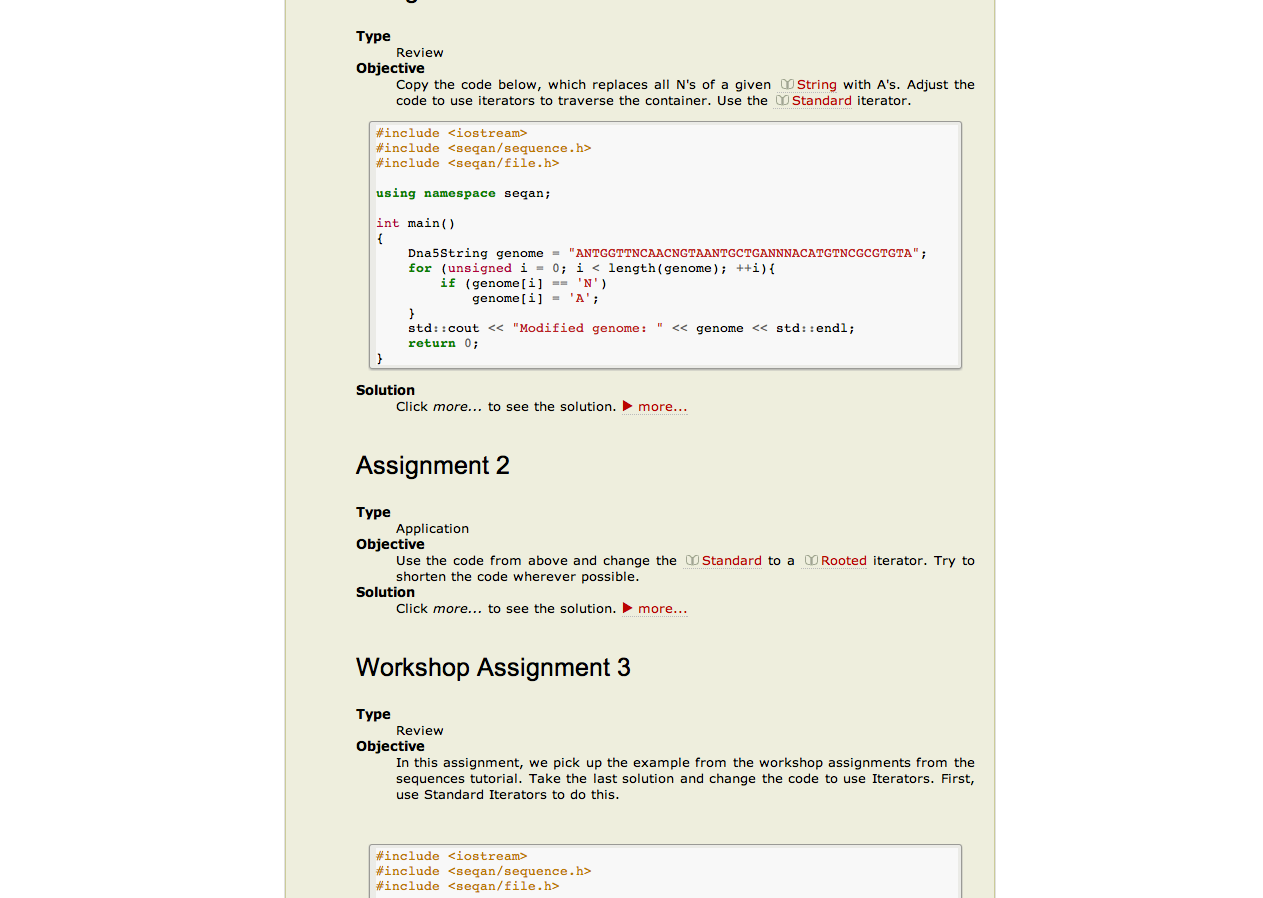 Type
Review
Objective
Copy the code below, which replaces all N's of a given String with A's. Adjust the
code to use iterators to traverse the container. Use the Standard iterator.
#include <iostream>
#include <seqan/sequence.h>
#include <seqan/file.h>
using namespace seqan;
int main()
{
Dna5String genome = "ANTGGTTNCAACNGTAANTGCTGANNNACATGTNCGCGTGTA";
for (unsigned i = 0; i < length(genome); ++i){
if (genome[i] == 'N')
genome[i] = 'A';
}
std::cout << "Modified genome: " << genome << std::endl;
return 0;
}
Solution
Click more... to see the solution. ▶ more...
Assignment 2
Type
Application
Objective
Use the code from above and change the Standard to a Rooted iterator. Try to
shorten the code wherever possible.
Solution
Click more... to see the solution. ▶ more...
Workshop Assignment 3
Type
Review
Objective
In this assignment, we pick up the example from the workshop assignments from the
sequences tutorial. Take the last solution and change the code to use Iterators. First,
use Standard Iterators to do this.
#include <iostream>
#include <seqan/sequence.h>
#include <seqan/file.h>